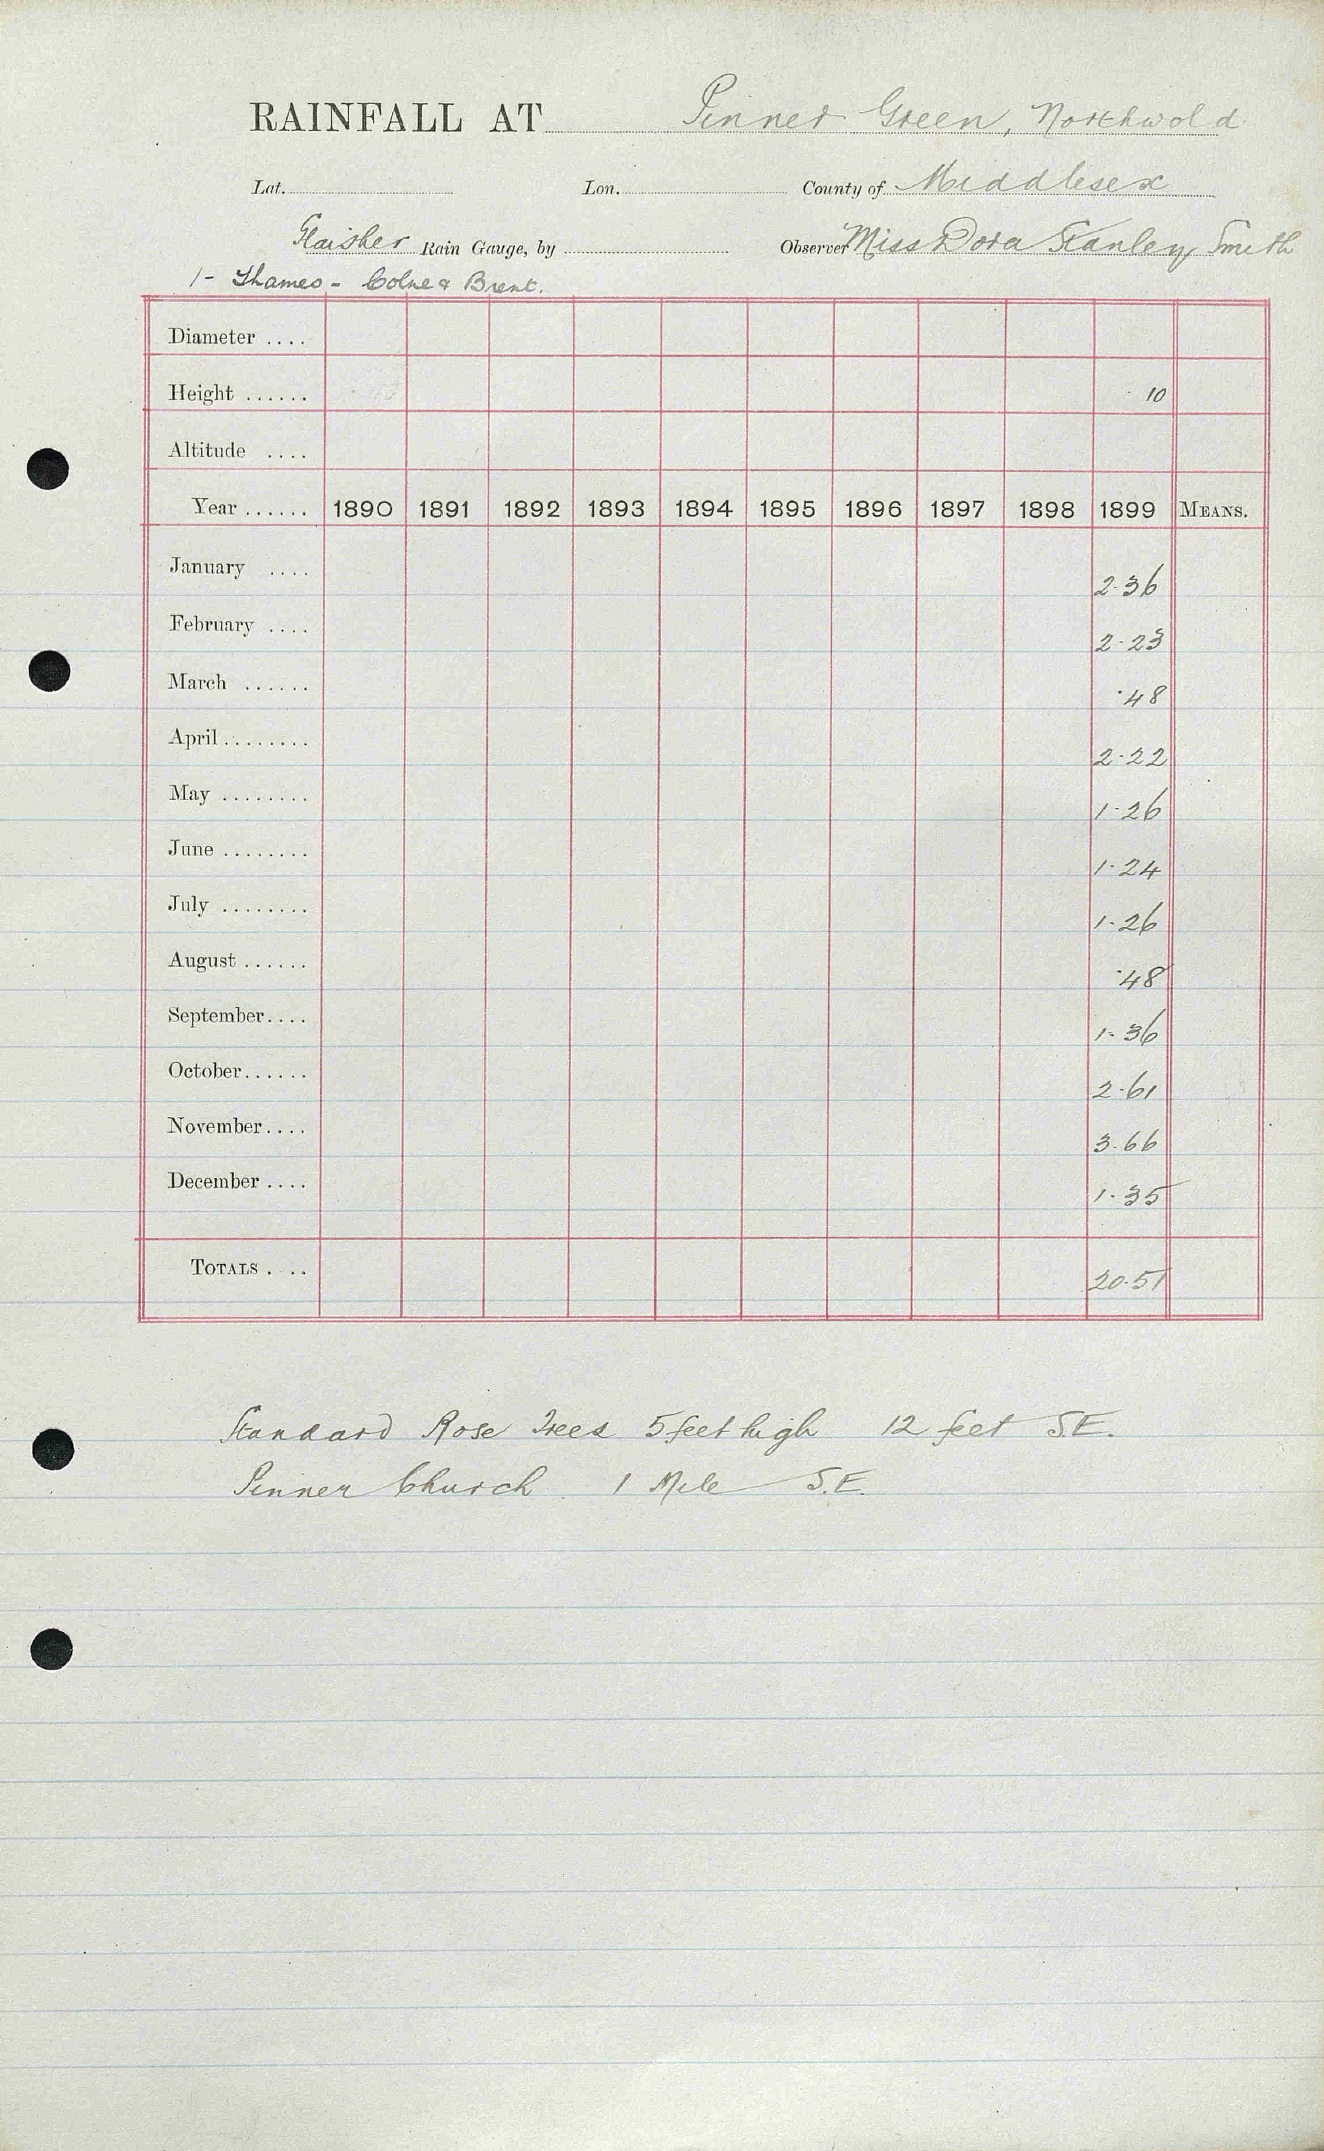 RAINFALL AT Pinner Green, Northwold
Lat. Lon. County of Middlesex
Glaisher Rain Gauge, by Observer Miss Dora Stanley Smith
1 - Thames - Colne & Brent.
Diameter ....
Height ...... 10
Altitude ....
Year ...... 1890 1891 1892 1893 1894 1895 1896 1897 1898 1899 MEANS.
January .... 2.36
February .... 2.23
March ...... .48
April ........ 2.22
May ........ 1.26
June ........ 1.24
July ........ 1.26
August ...... .48
September.... 1.36
October...... 2.61
November.... 3.66
December .... 1.35
TOTALS .... 20.51
Standard Rose Trees 5 feet high 12 feet S.E.
Pinner Church 1 Mile S.E.